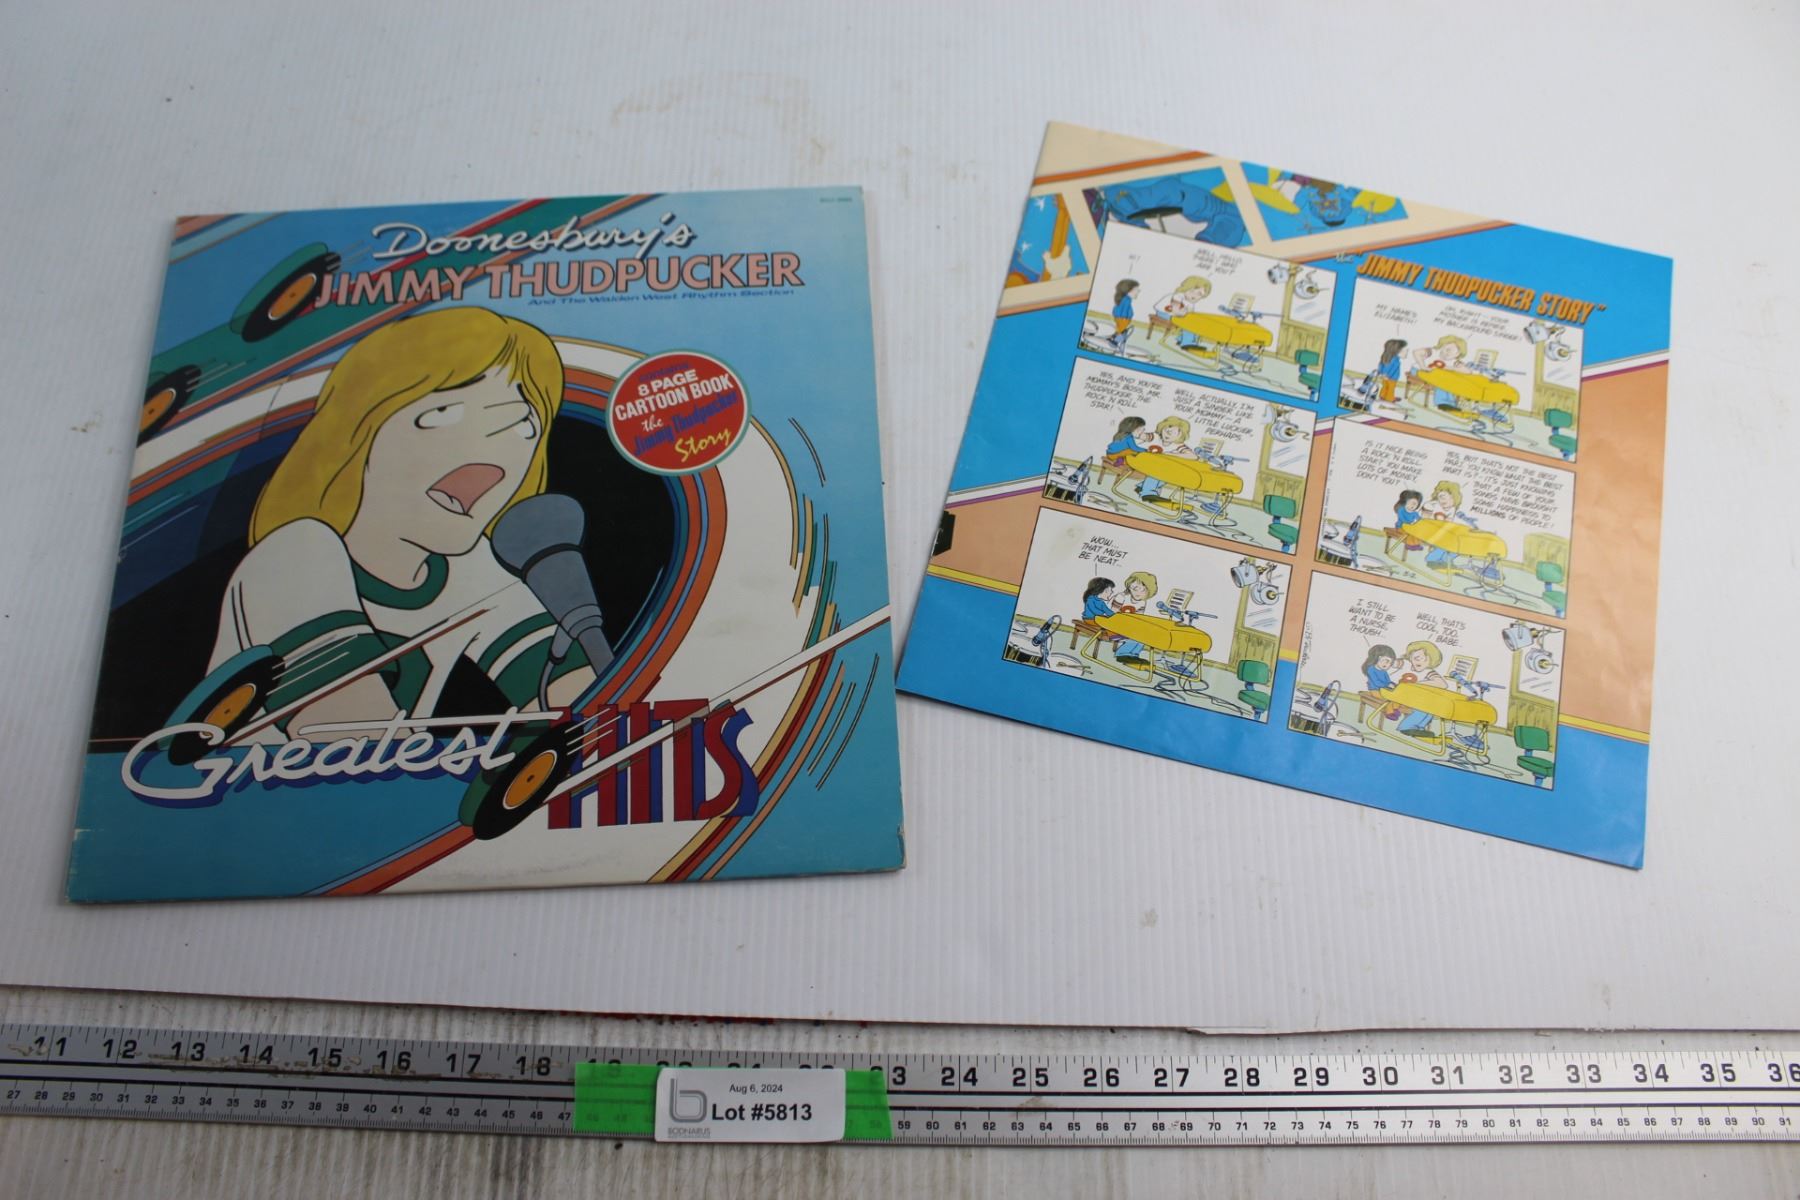 Doonesbury's
JIMMY THUDPUCKER
And The Walden West Rhythm Section
contains
8 PAGE
CARTOON BOOK
the
Jimmy Thudpucker
Story
Greatest HITS
the "JIMMY THUDPUCKER STORY"
HI!
WELL, HELLO,
THERE! WHO
ARE YOU?
MY NAME'S
ELIZABETH!
OH, RIGHT — YOUR
MOTHER IS
MY BACKGROUND SINGER!
YES, AND YOU'RE
MOMMY'S BOSS, MR.
THUDPUCKER, THE
ROCK 'N ROLL
STAR!
WELL, ACTUALLY, I'M
JUST A SINGER LIKE
YOUR MOMMY — A
LITTLE LUCKIER,
PERHAPS.
IS IT NICE BEING
A ROCK 'N ROLL
STAR? YOU MAKE
LOTS OF MONEY,
DON'T YOU?
YES, BUT THAT'S NOT THE BEST
PART. YOU KNOW WHAT THE BEST
PART IS? – IT'S JUST KNOWING
THAT A FEW OF YOUR
SONGS HAVE BROUGHT
SOME HAPPINESS TO
MILLIONS OF PEOPLE!
WOW...
THAT MUST
BE NEAT..
I STILL
WANT TO BE
A NURSE,
THOUGH..
WELL, THAT'S
COOL, TOO,
BABE..
11 12 13 14 15 16 17 18 19 23 24 25 26 27 28 29 30 31 32 33 34 35 36
27 28 29 30 31 32 33 34 35 36 37 38 39 40 41 42 43 44 45 46 47 59 60 61 62 63 64 65 66 67 68 69 70 71 72 73 74 75 76 77 78 79 80 81 82 83 84 85 86 87 88 89 90 91
Aug 6, 2024
Lot #5813
BODNARUS